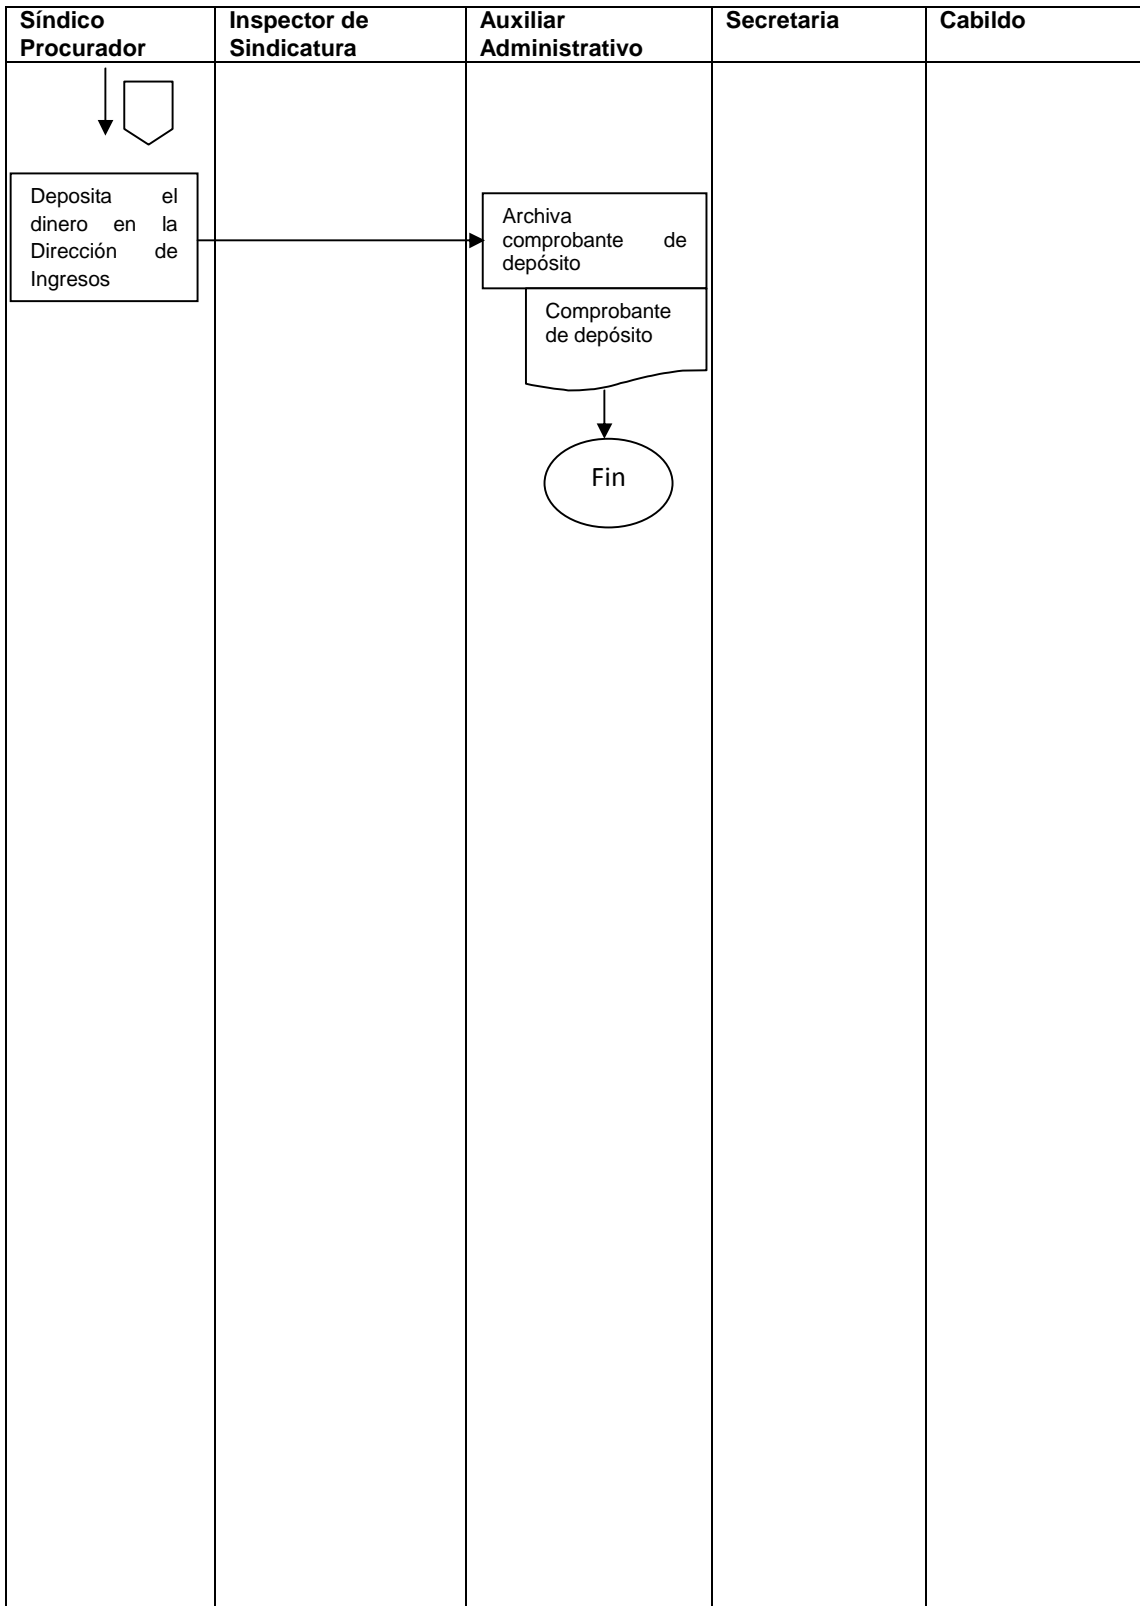 Síndico
Procurador
Inspector de
Sindicatura
Auxiliar
Administrativo
Secretaria
Cabildo
Deposita el
dinero en la
Dirección de
Ingresos
Archiva
comprobante de
depósito
Comprobante
de depósito
Fin